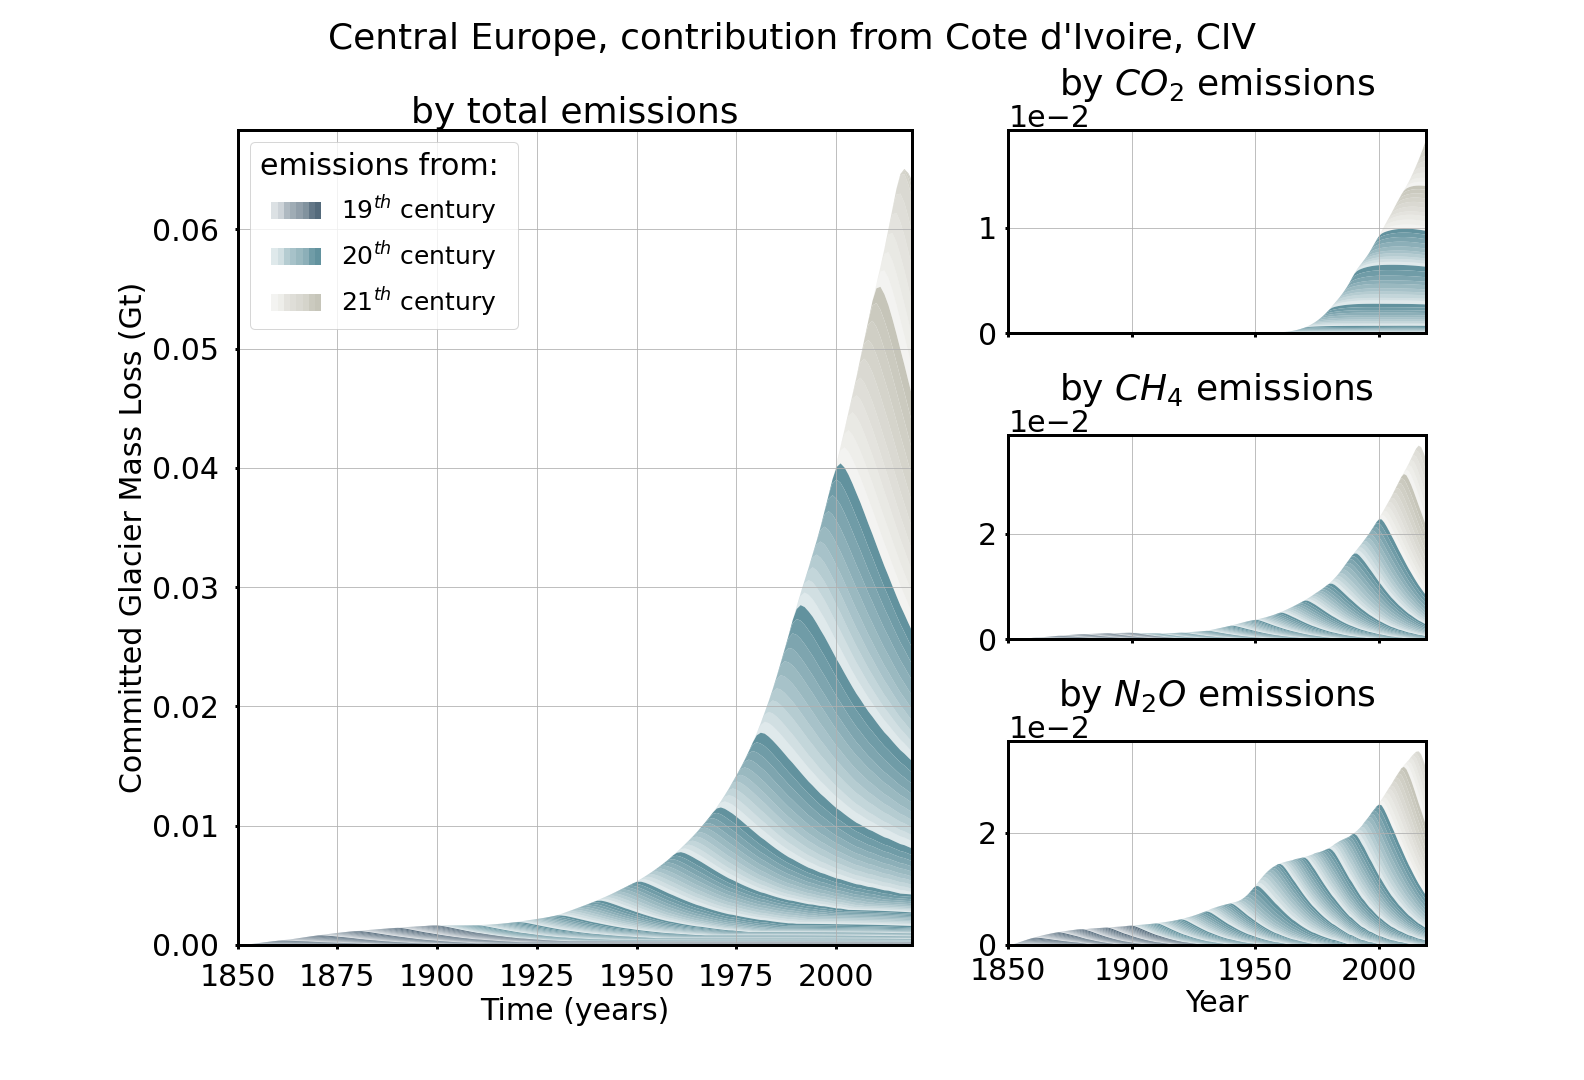 Central Europe, contribution from Cote d'Ivoire, CIV
by total emissions
emissions from:
19th century
20th century
21th century
Committed Glacier Mass Loss (Gt)
0.06
0.05
0.04
0.03
0.02
0.01
0.00
1850 1875 1900 1925 1950 1975 2000
Time (years)
by CO2 emissions
1e−2
1
0
by CH4 emissions
1e−2
2
0
by N2O emissions
1e−2
2
0
1850 1900 1950 2000
Year